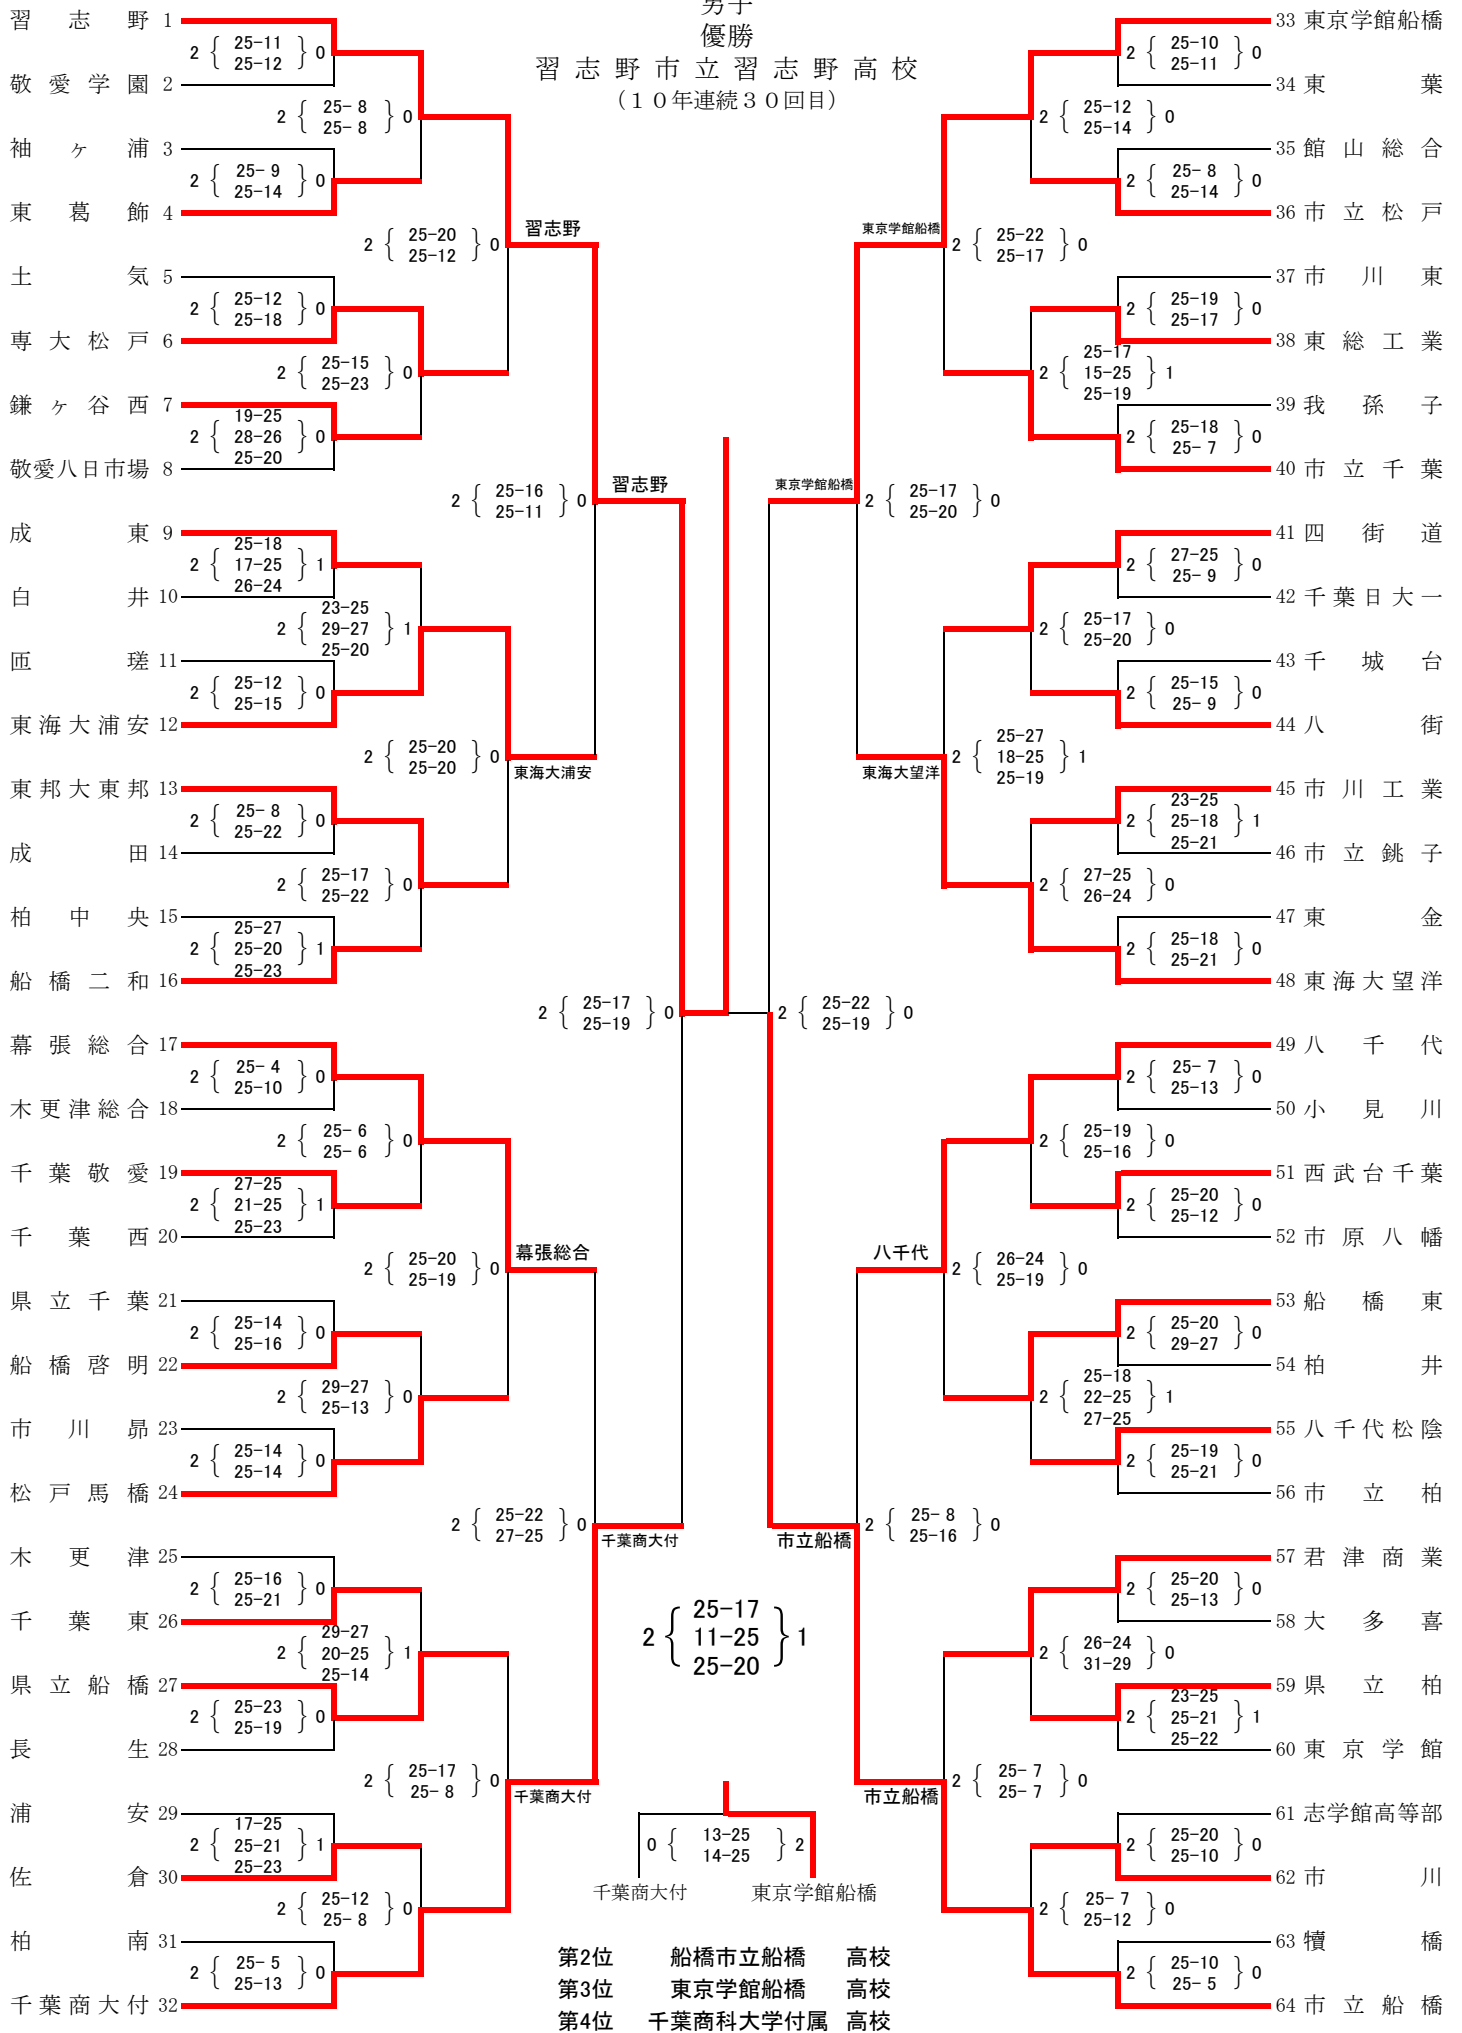 男子
優勝
習志野市立習志野高校
（１０年連続３０回目）
習志野 1
2 { 25-11 25-12 } 0
敬愛学園 2
2 { 25- 8 25- 8 } 0
袖ヶ浦 3
2 { 25- 9 25-14 } 0
東葛飾 4
2 { 25-20 25-12 } 0
習志野
土気 5
2 { 25-12 25-18 } 0
専大松戸 6
2 { 25-15 25-23 } 0
鎌ヶ谷西 7
2 { 19-25 28-26 25-20 } 0
敬愛八日市場 8
2 { 25-16 25-11 } 0
習志野
成東 9
2 { 25-18 17-25 26-24 } 1
白井 10
2 { 23-25 29-27 25-20 } 1
匝瑳 11
2 { 25-12 25-15 } 0
東海大浦安 12
2 { 25-20 25-20 } 0
東海大浦安
東邦大東邦 13
2 { 25- 8 25-22 } 0
成田 14
2 { 25-17 25-22 } 0
柏中央 15
2 { 25-27 25-20 25-23 } 1
船橋二和 16
2 { 25-17 25-19 } 0
幕張総合 17
2 { 25- 4 25-10 } 0
木更津総合 18
2 { 25- 6 25- 6 } 0
千葉敬愛 19
2 { 27-25 21-25 25-23 } 1
千葉西 20
2 { 25-20 25-19 } 0
幕張総合
県立千葉 21
2 { 25-14 25-16 } 0
船橋啓明 22
2 { 29-27 25-13 } 0
市川昴 23
2 { 25-14 25-14 } 0
松戸馬橋 24
2 { 25-22 27-25 } 0
千葉商大付
木更津 25
2 { 25-16 25-21 } 0
千葉東 26
2 { 29-27 20-25 25-14 } 1
県立船橋 27
2 { 25-23 25-19 } 0
長生 28
2 { 25-17 25- 8 } 0
千葉商大付
浦安 29
2 { 17-25 25-21 25-23 } 1
佐倉 30
2 { 25-12 25- 8 } 0
柏南 31
2 { 25- 5 25-13 } 0
千葉商大付 32
33 東京学館船橋
2 { 25-10 25-11 } 0
34 東葉
2 { 25-12 25-14 } 0
35 館山総合
2 { 25- 8 25-14 } 0
36 市立松戸
東京学館船橋
2 { 25-22 25-17 } 0
37 市川東
2 { 25-19 25-17 } 0
38 東総工業
2 { 25-17 15-25 25-19 } 1
39 我孫子
2 { 25-18 25- 7 } 0
40 市立千葉
東京学館船橋
2 { 25-17 25-20 } 0
41 四街道
2 { 27-25 25- 9 } 0
42 千葉日大一
2 { 25-17 25-20 } 0
43 千城台
2 { 25-15 25- 9 } 0
44 八街
東海大望洋
2 { 25-27 18-25 25-19 } 1
45 市川工業
2 { 23-25 25-18 25-21 } 1
46 市立銚子
2 { 27-25 26-24 } 0
47 東金
2 { 25-18 25-21 } 0
48 東海大望洋
2 { 25-22 25-19 } 0
49 八千代
2 { 25- 7 25-13 } 0
50 小見川
2 { 25-19 25-16 } 0
51 西武台千葉
2 { 25-20 25-12 } 0
52 市原八幡
八千代
2 { 26-24 25-19 } 0
53 船橋東
2 { 25-20 29-27 } 0
54 柏井
2 { 25-18 22-25 27-25 } 1
55 八千代松陰
2 { 25-19 25-21 } 0
56 市立柏
市立船橋
2 { 25- 8 25-16 } 0
57 君津商業
2 { 25-20 25-13 } 0
58 大多喜
2 { 26-24 31-29 } 0
59 県立柏
2 { 23-25 25-21 25-22 } 1
60 東京学館
市立船橋
2 { 25- 7 25- 7 } 0
61 志学館高等部
2 { 25-20 25-10 } 0
62 市川
2 { 25- 7 25-12 } 0
63 犢橋
2 { 25-10 25- 5 } 0
64 市立船橋
2 { 25-17 11-25 25-20 } 1
0 { 13-25 14-25 } 2
千葉商大付 東京学館船橋
第2位 船橋市立船橋 高校
第3位 東京学館船橋 高校
第4位 千葉商科大学付属 高校